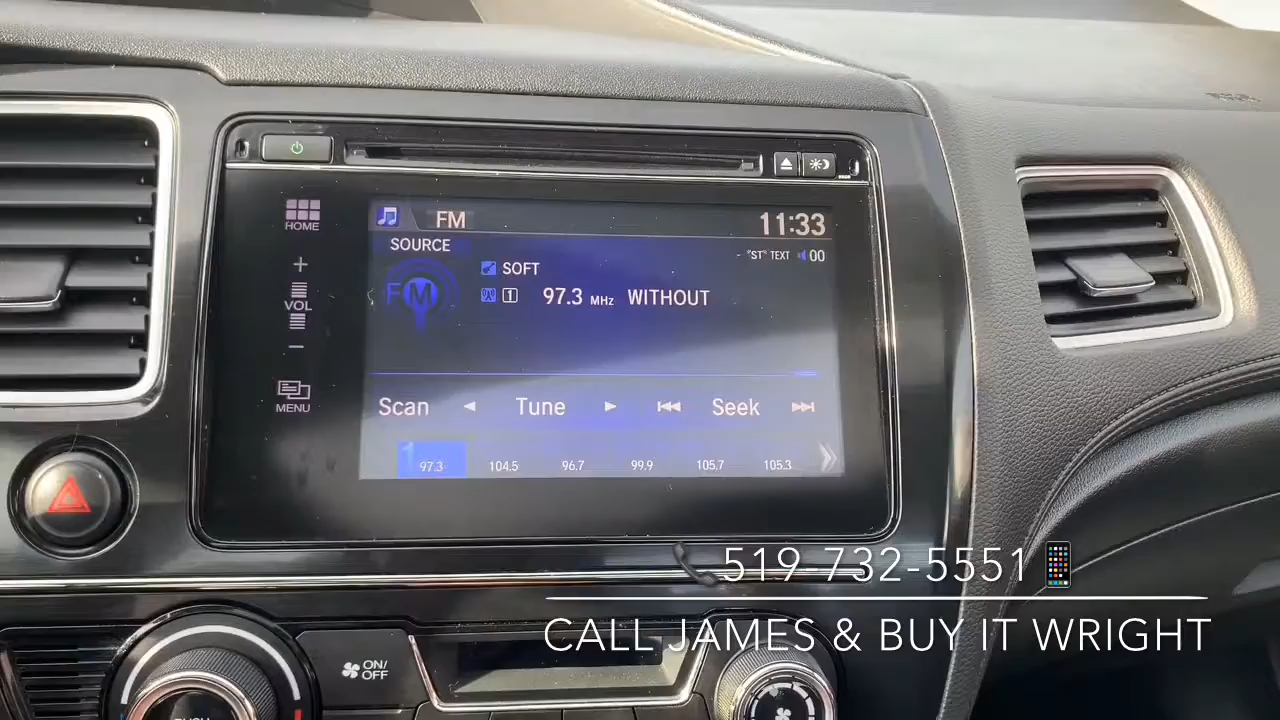 HOME
+
VOL
−
MENU
FM
11:33
SOURCE
- "ST" TEXT 00
FM
SOFT
1 97.3 MHz WITHOUT
Scan Tune Seek
1 97.3 104.5 96.7 99.9 105.7 105.3
519-732-5551
CALL JAMES & BUY IT WRIGHT
ON/
OFF